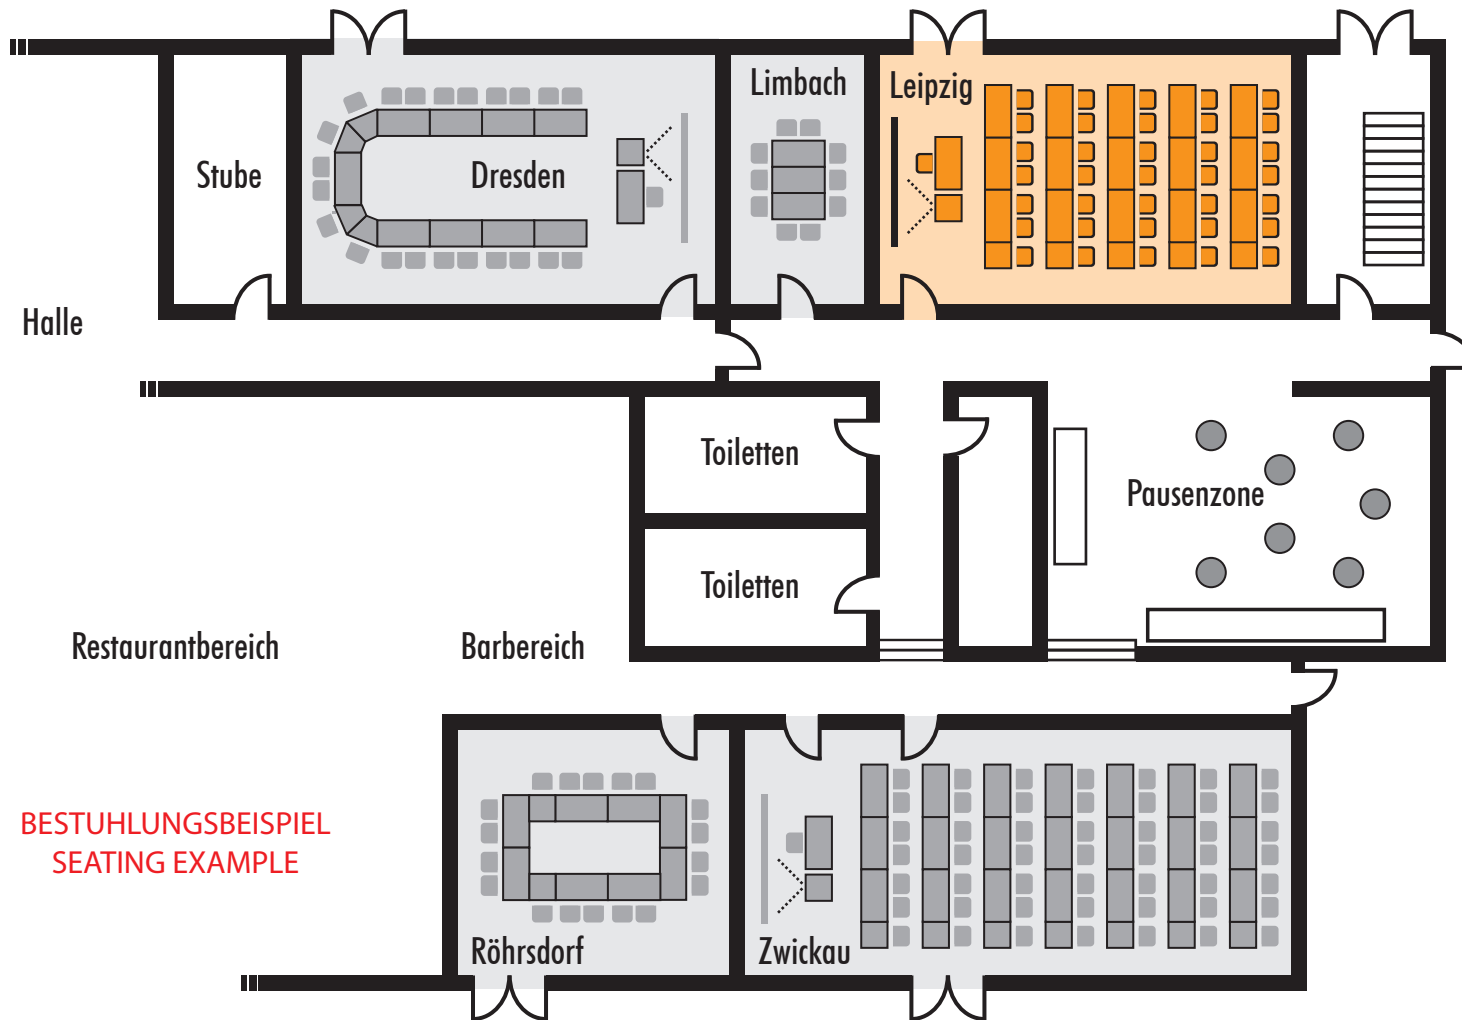 Limbach
Leipzig
Stube
Dresden
Halle
Toiletten
Pausenzone
Toiletten
Restaurantbereich
Barbereich
BESTUHLUNGSBEISPIEL
SEATING EXAMPLE
Röhrsdorf
Zwickau